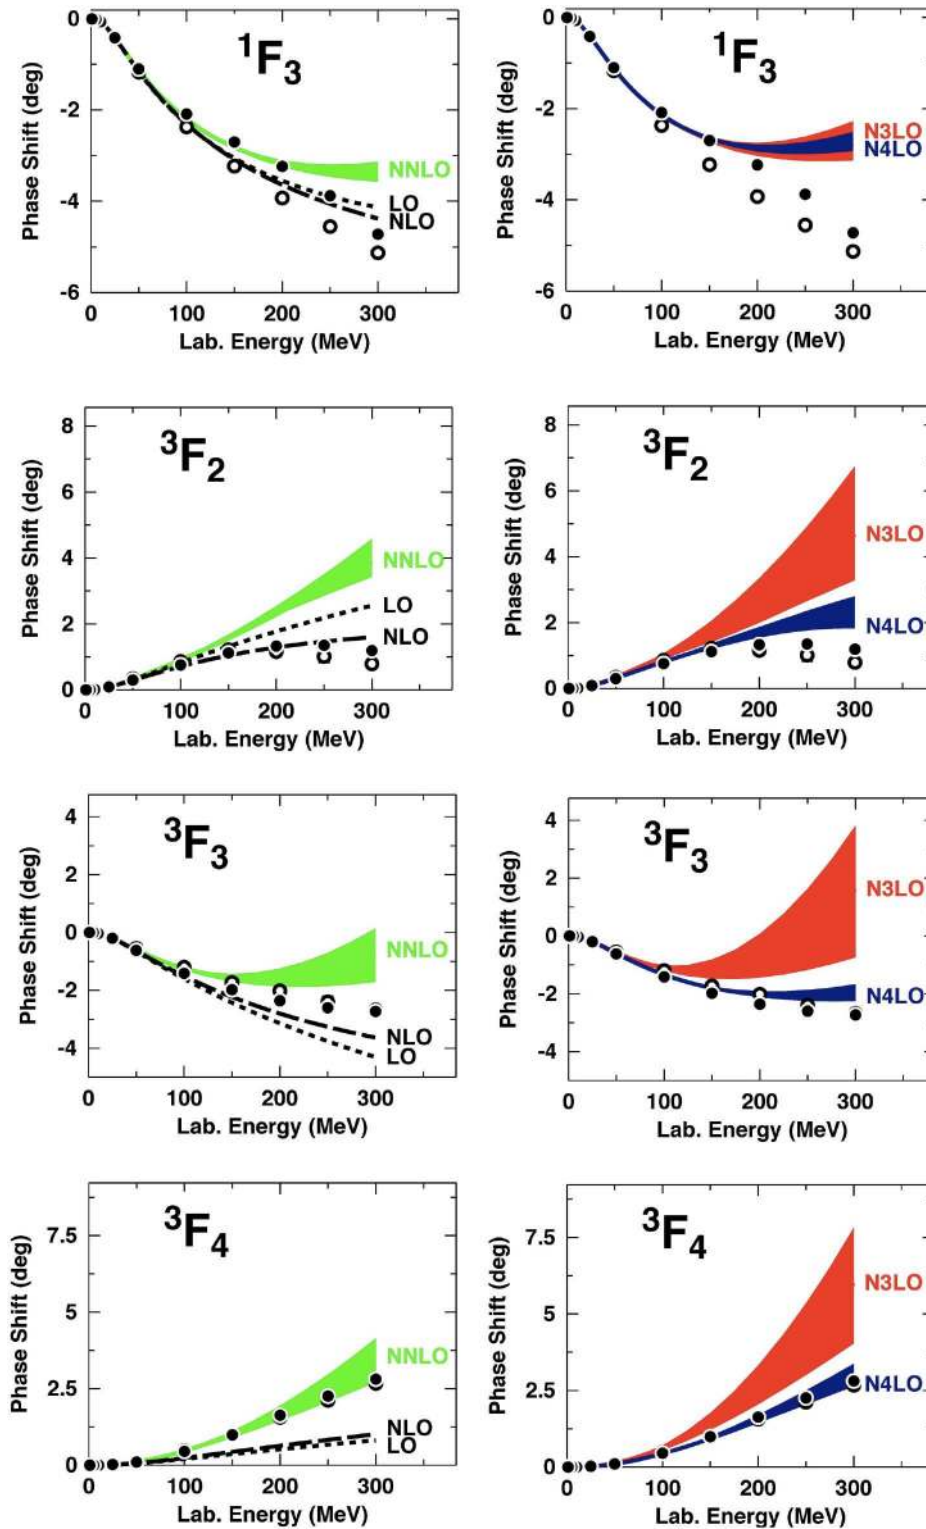 0
-2
-4
-6
Phase Shift (deg)
¹F₃
NNLO
LO
NLO
0 100 200 300
Lab. Energy (MeV)
0
-2
-4
-6
Phase Shift (deg)
¹F₃
N3LO
N4LO
0 100 200 300
Lab. Energy (MeV)
8
6
4
2
0
Phase Shift (deg)
³F₂
NNLO
LO
NLO
0 100 200 300
Lab. Energy (MeV)
8
6
4
2
0
Phase Shift (deg)
³F₂
N3LO
N4LO
0 100 200 300
Lab. Energy (MeV)
4
2
0
-2
-4
Phase Shift (deg)
³F₃
NNLO
NLO
LO
0 100 200 300
Lab. Energy (MeV)
4
2
0
-2
-4
Phase Shift (deg)
³F₃
N3LO
N4LO
0 100 200 300
Lab. Energy (MeV)
7.5
5
2.5
0
Phase Shift (deg)
³F₄
NNLO
NLO
LO
0 100 200 300
Lab. Energy (MeV)
7.5
5
2.5
0
Phase Shift (deg)
³F₄
N3LO
N4LO
0 100 200 300
Lab. Energy (MeV)